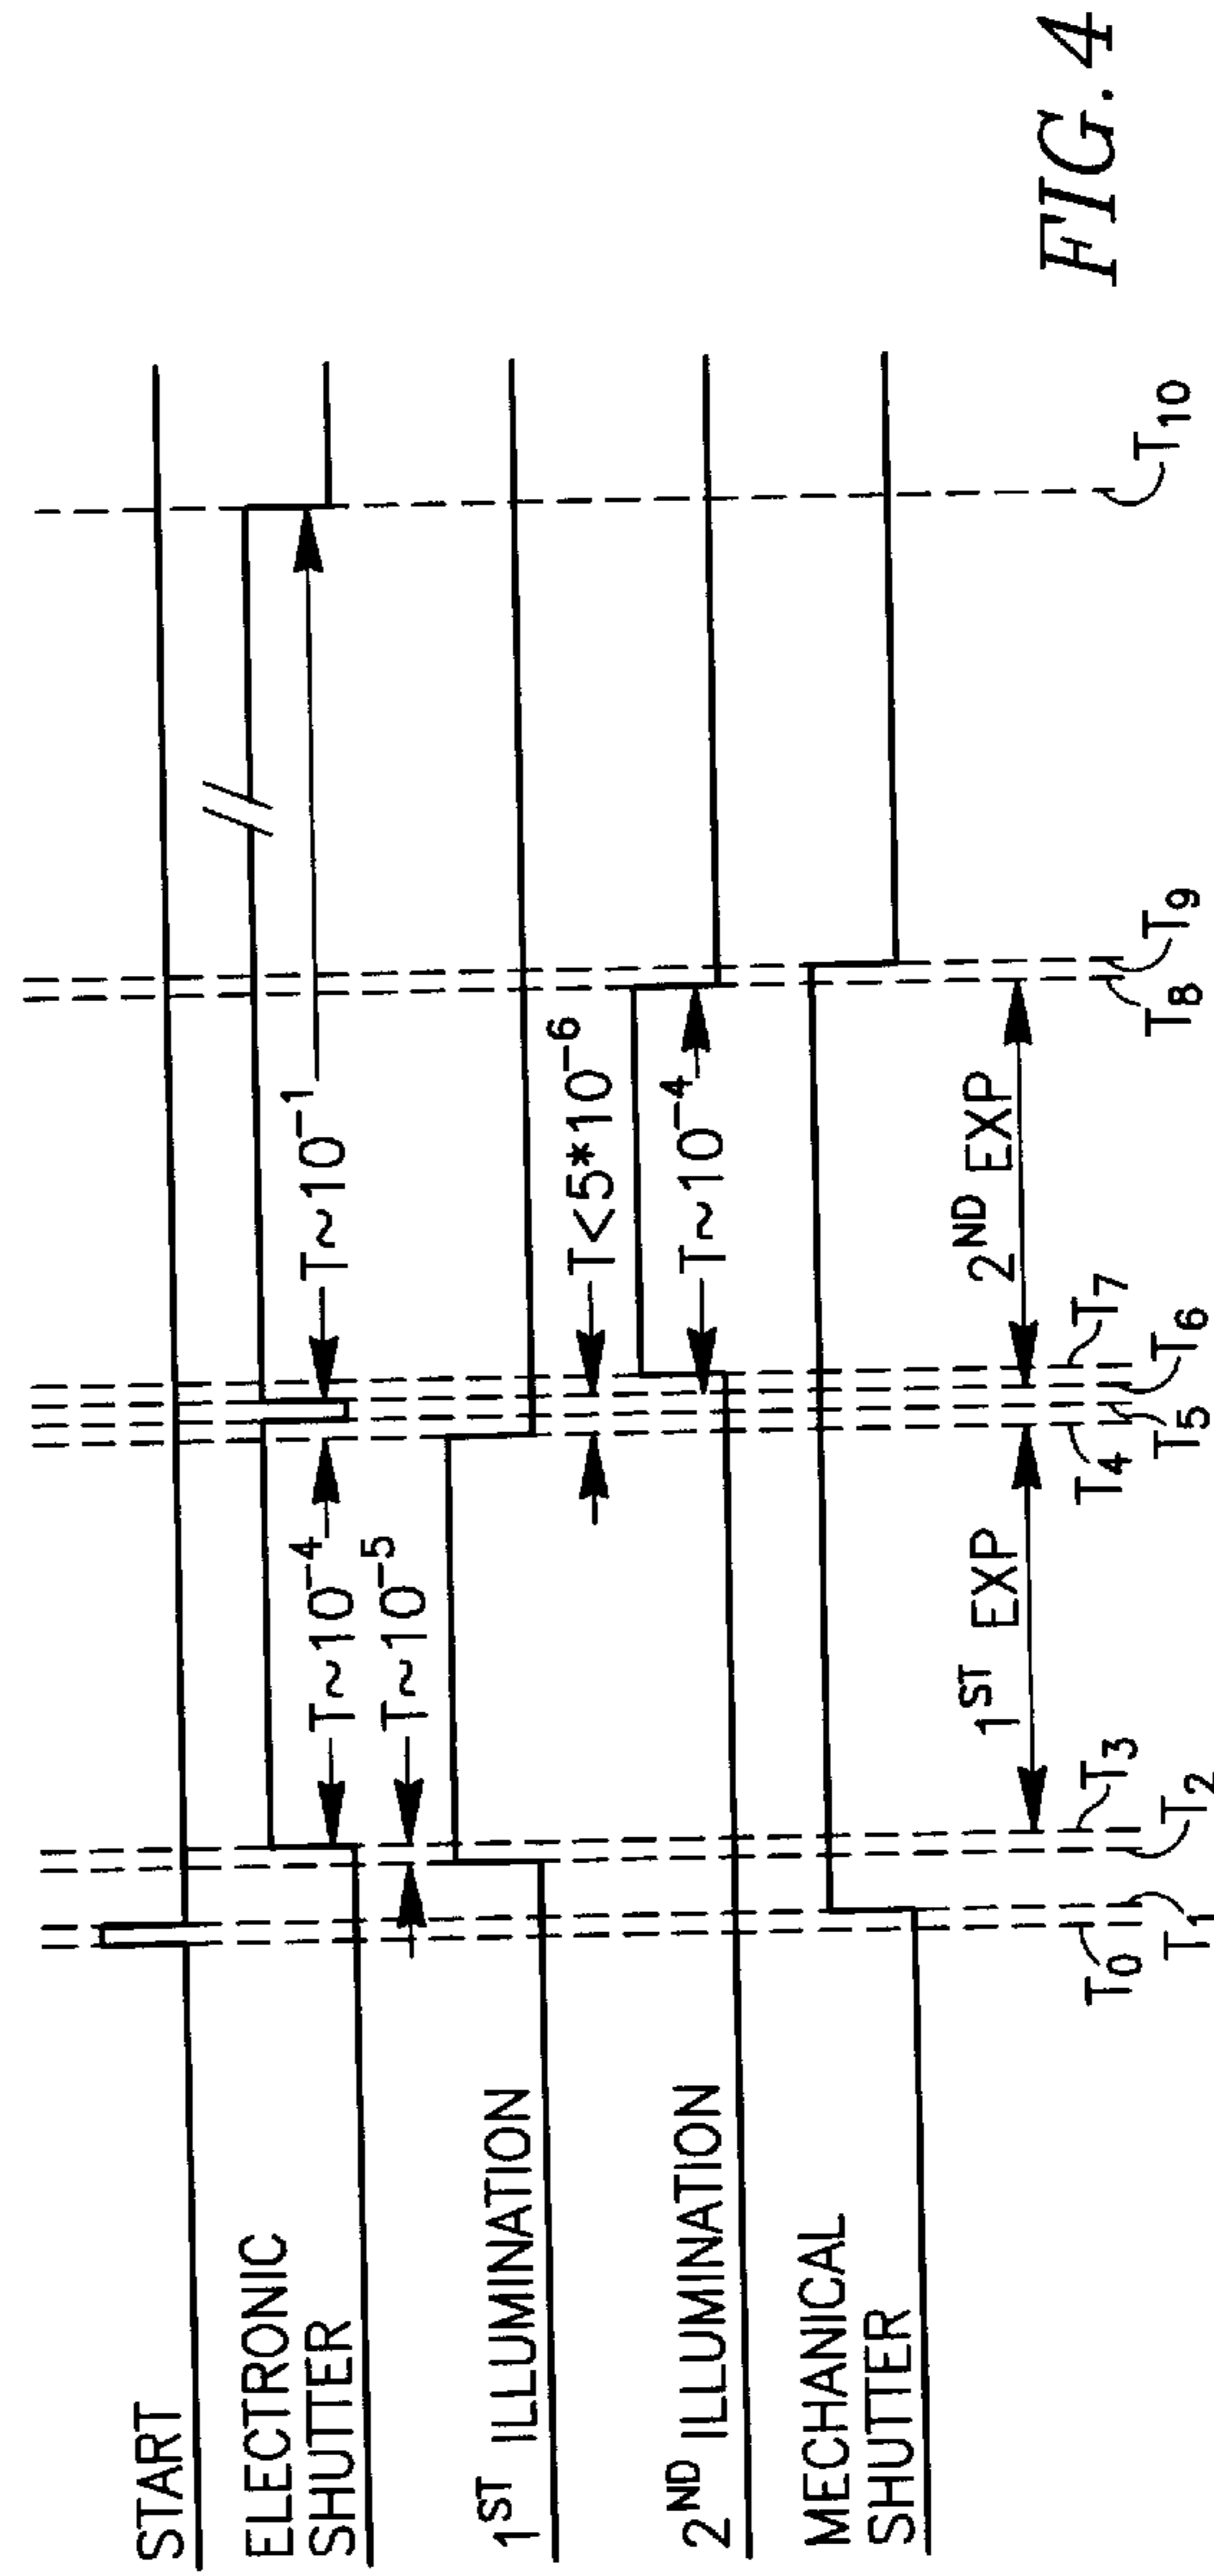 START
ELECTRONIC
SHUTTER
T~10⁻⁴
T~10⁻¹
T~10⁻⁵
1ST ILLUMINATION
T<5*10⁻⁶
2ND ILLUMINATION
T~10⁻⁴
MECHANICAL
SHUTTER
1ST EXP
2ND EXP
T0
T1
T2
T3
T4
T5
T6
T7
T8
T9
T10
FIG. 4